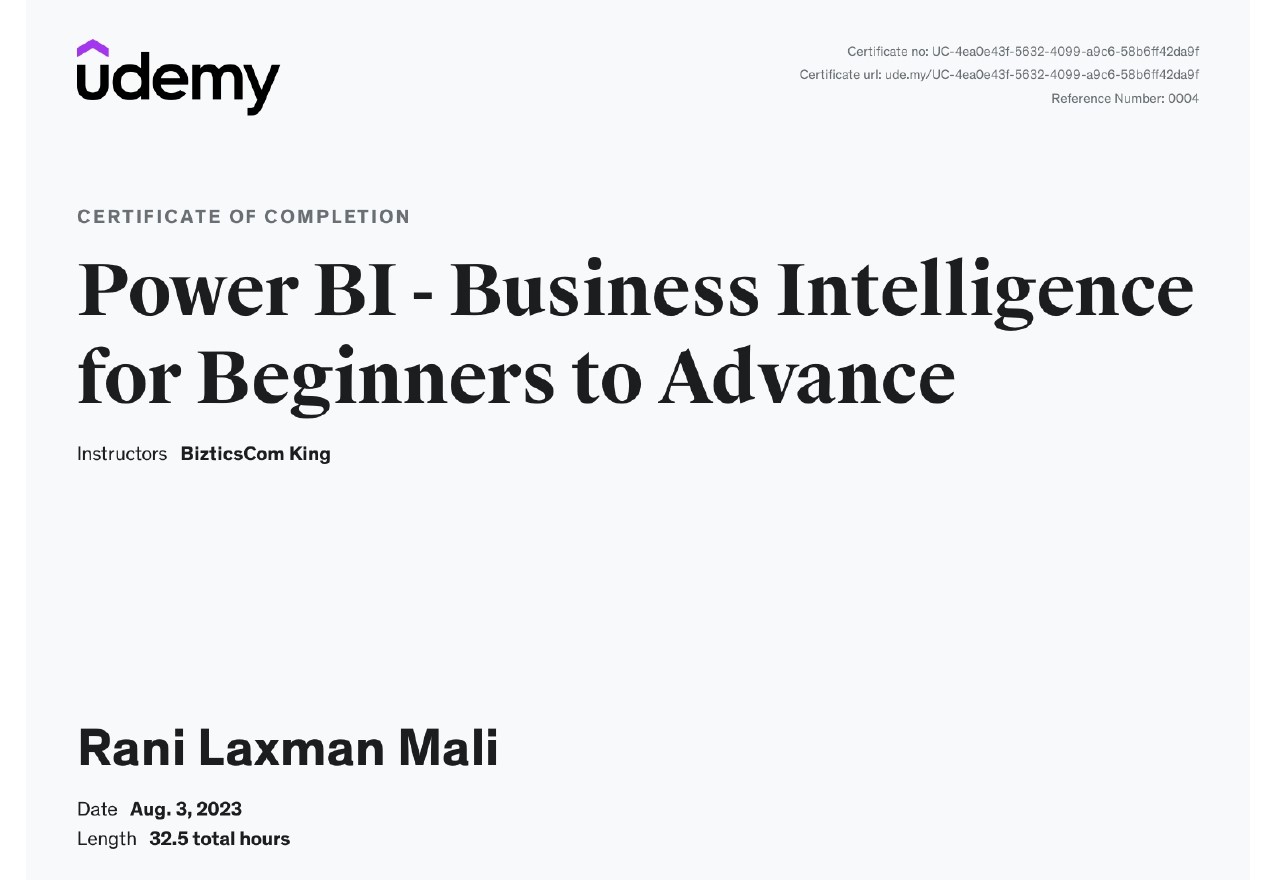 udemy
Certificate no: UC-4ea0e43f-5632-4099-a9c6-58b6ff42da9f
Certificate url: ude.my/UC-4ea0e43f-5632-4099-a9c6-58b6ff42da9f
Reference Number: 0004
CERTIFICATE OF COMPLETION
Power BI - Business Intelligence
for Beginners to Advance
Instructors BizticsCom King
Rani Laxman Mali
Date Aug. 3, 2023
Length 32.5 total hours